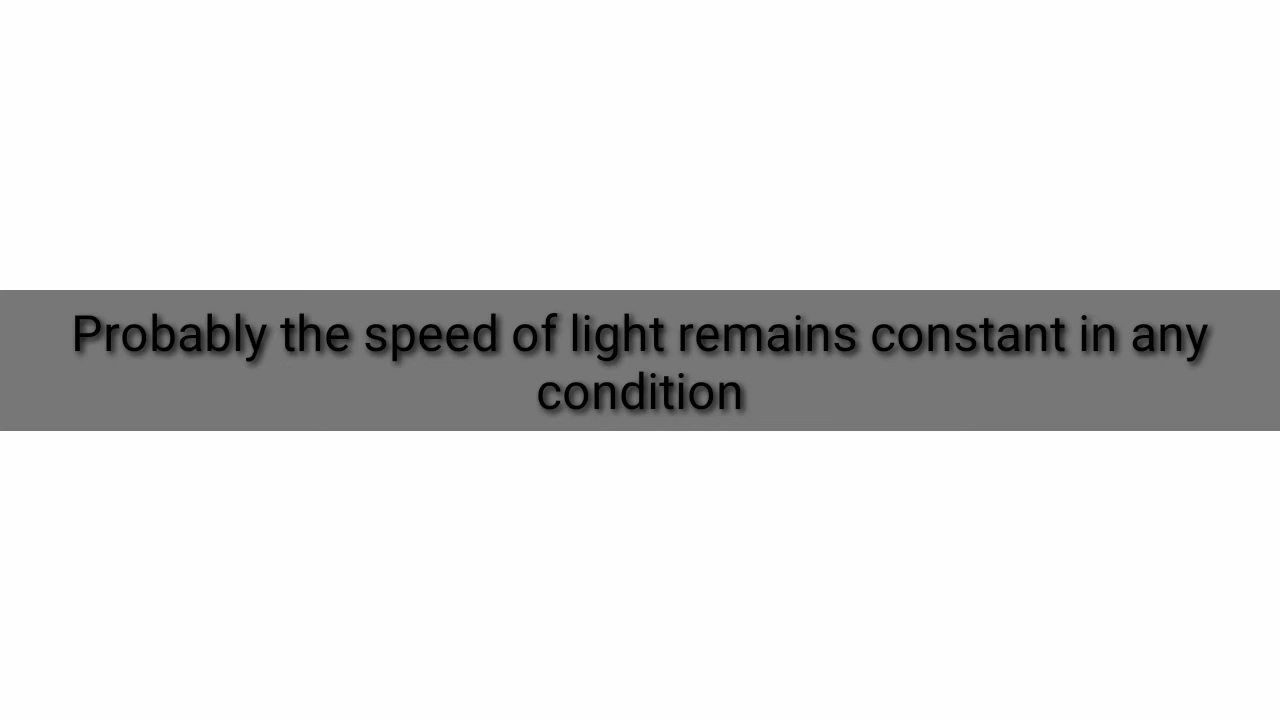 Probably the speed of light remains constant in any
condition